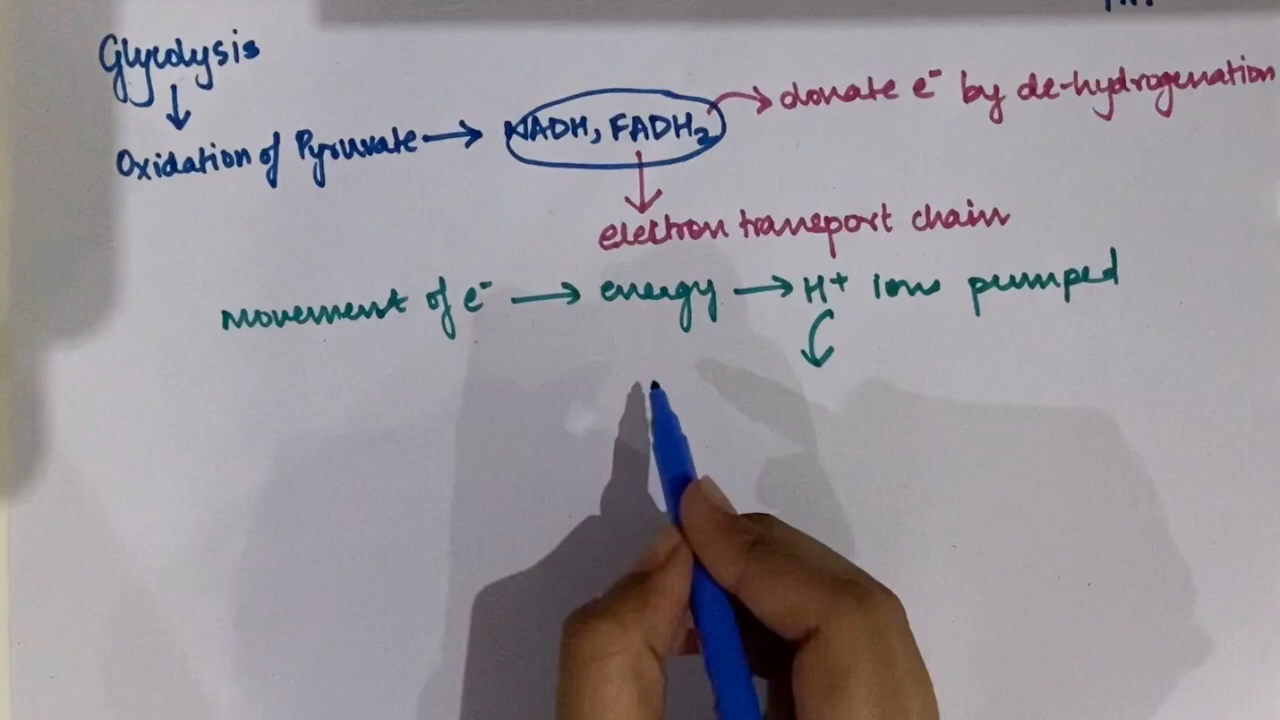 Glycolysis
↓
Oxidation of Pyruvate → NADH, FADH₂ → donate e⁻ by de-hydrogenation
↓
electron transport chain
movement of e⁻ → energy → H⁺ ions pumped
↓